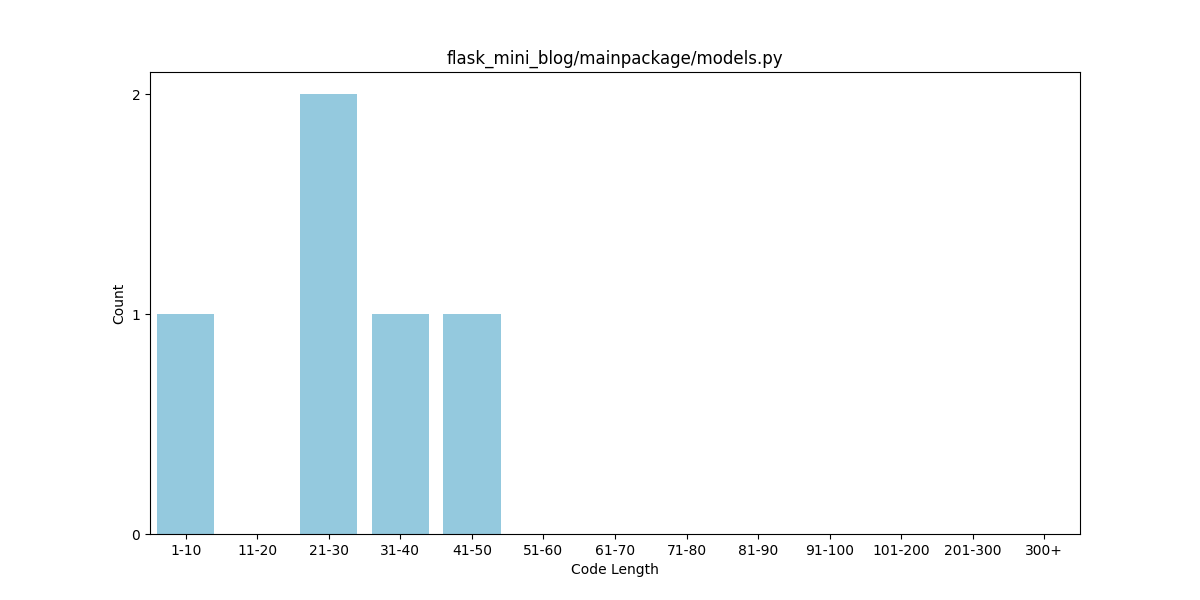 flask_mini_blog/mainpackage/models.py
2
1
0
Count
1-10 11-20 21-30 31-40 41-50 51-60 61-70 71-80 81-90 91-100 101-200 201-300 300+
Code Length